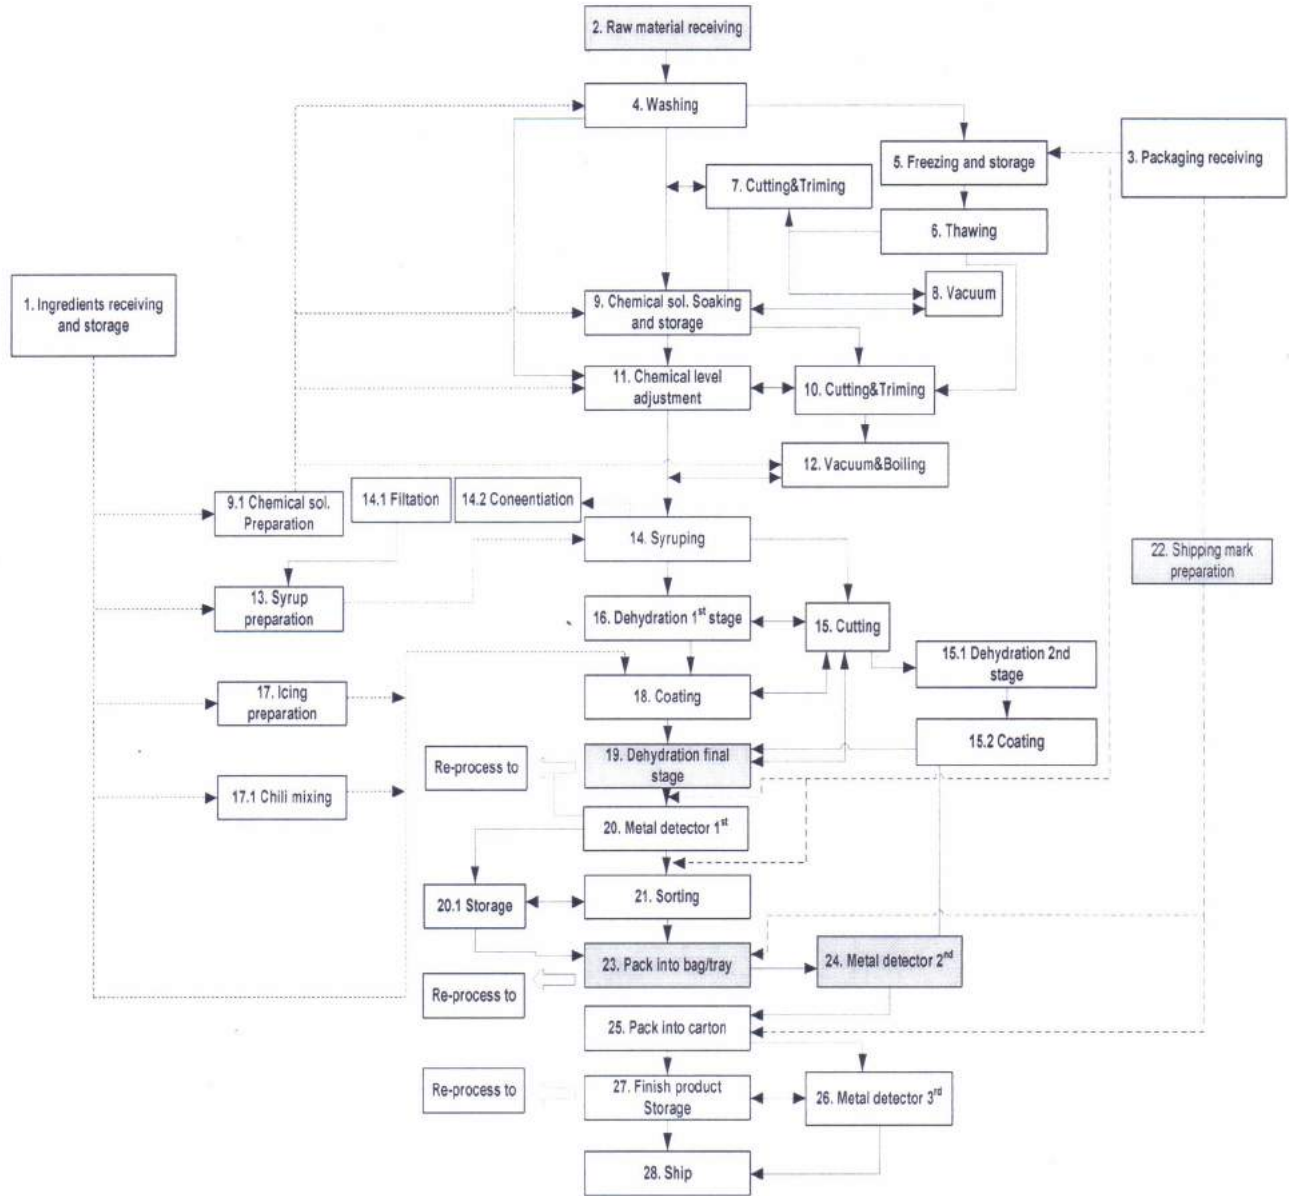 2. Raw material receiving
4. Washing
5. Freezing and storage
3. Packaging receiving
7. Cutting&Triming
6. Thawing
1. Ingredients receiving
and storage
8. Vacuum
9. Chemical sol. Soaking
and storage
11. Chemical level
adjustment
10. Cutting&Triming
12. Vacuum&Boiling
9.1 Chemical sol.
Preparation
14.1 Filtation
14.2 Coneentiation
14. Syruping
22. Shipping mark
preparation
13. Syrup
preparation
16. Dehydration 1st stage
15. Cutting
15.1 Dehydration 2nd
stage
17. Icing
preparation
18. Coating
15.2 Coating
Re-process to
19. Dehydration final
stage
17.1 Chili mixing
20. Metal detector 1st
20.1 Storage
21. Sorting
23. Pack into bag/tray
24. Metal detector 2nd
Re-process to
25. Pack into carton
Re-process to
27. Finish product
Storage
26. Metal detector 3rd
28. Ship